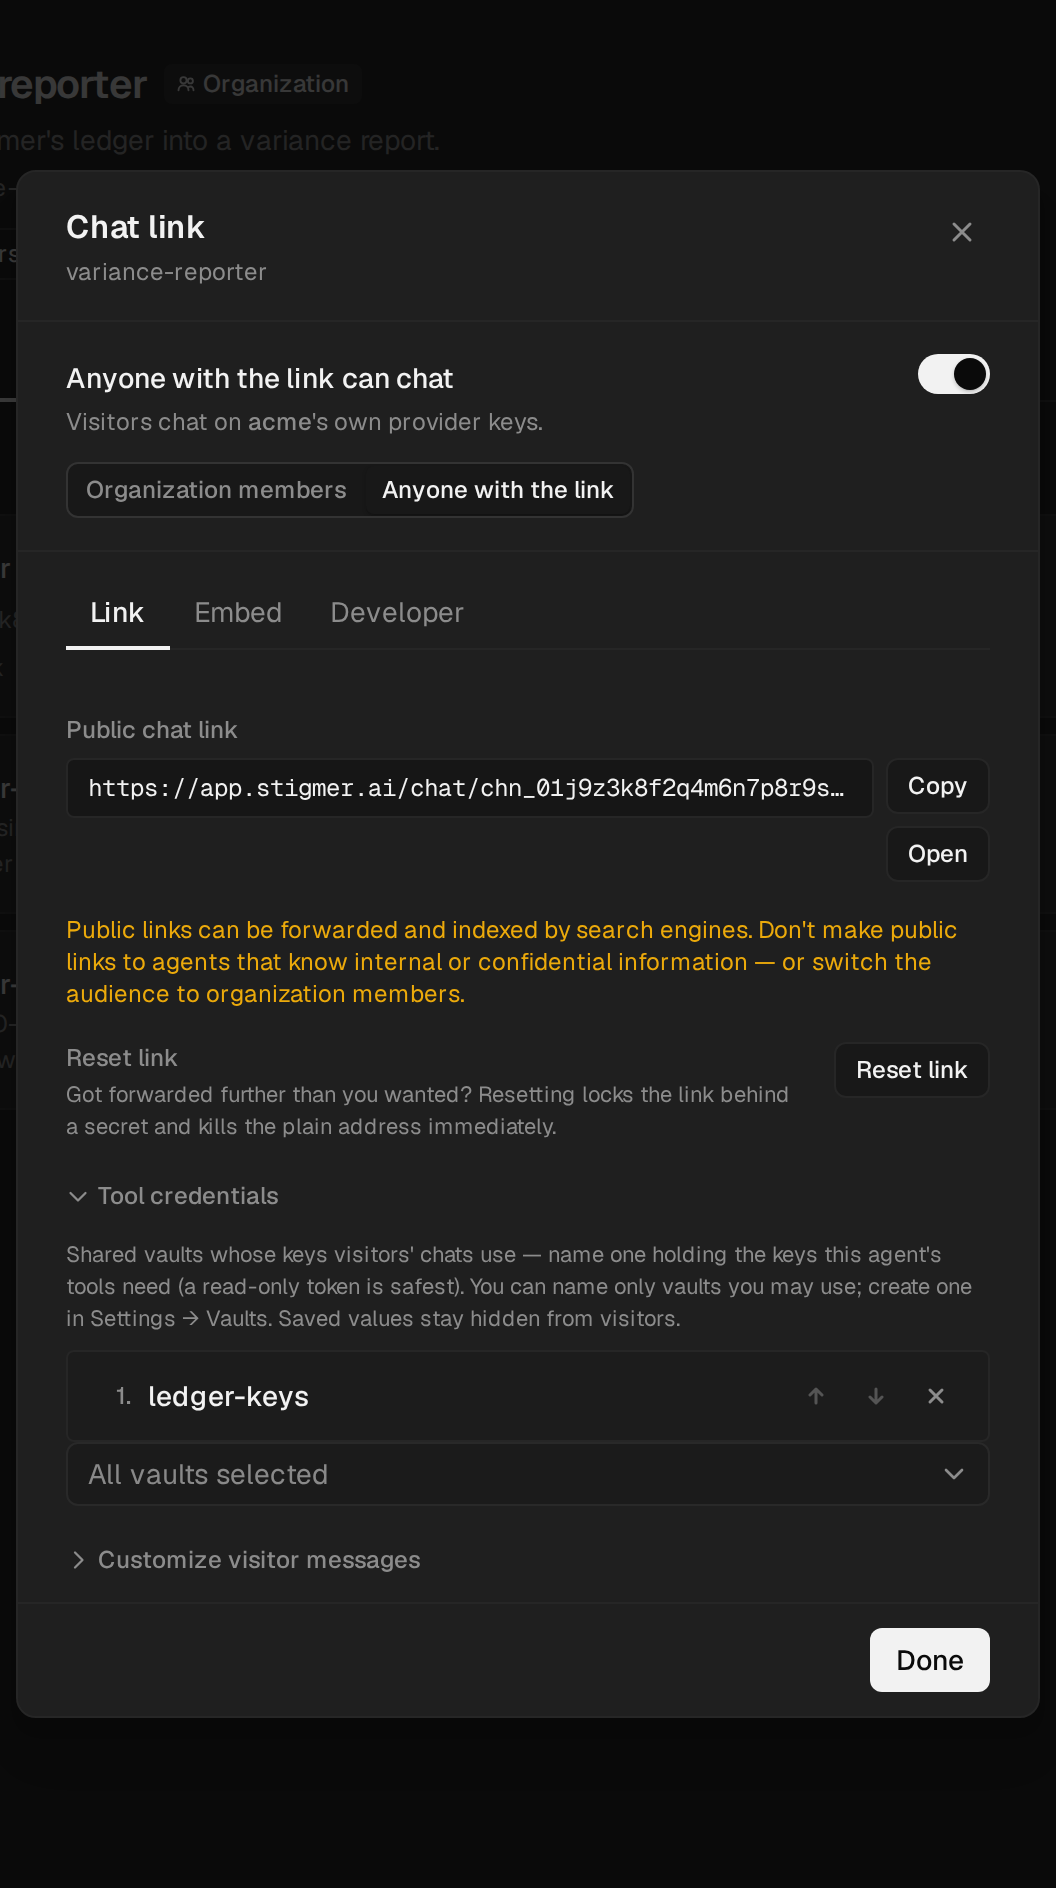 reporter
Organization
mer's ledger into a variance report.
Chat link
variance-reporter
Anyone with the link can chat
Visitors chat on acme's own provider keys.
Organization members
Anyone with the link
Link Embed Developer
Public chat link
https://app.stigmer.ai/chat/chn_01j9z3k8f2q4m6n7p8r9s…
Copy
Open
Public links can be forwarded and indexed by search engines. Don't make public
links to agents that know internal or confidential information — or switch the
audience to organization members.
Reset link
Reset link
Got forwarded further than you wanted? Resetting locks the link behind
a secret and kills the plain address immediately.
Tool credentials
Shared vaults whose keys visitors' chats use — name one holding the keys this agent's
tools need (a read-only token is safest). You can name only vaults you may use; create one
in Settings → Vaults. Saved values stay hidden from visitors.
1. ledger-keys
All vaults selected
Customize visitor messages
Done